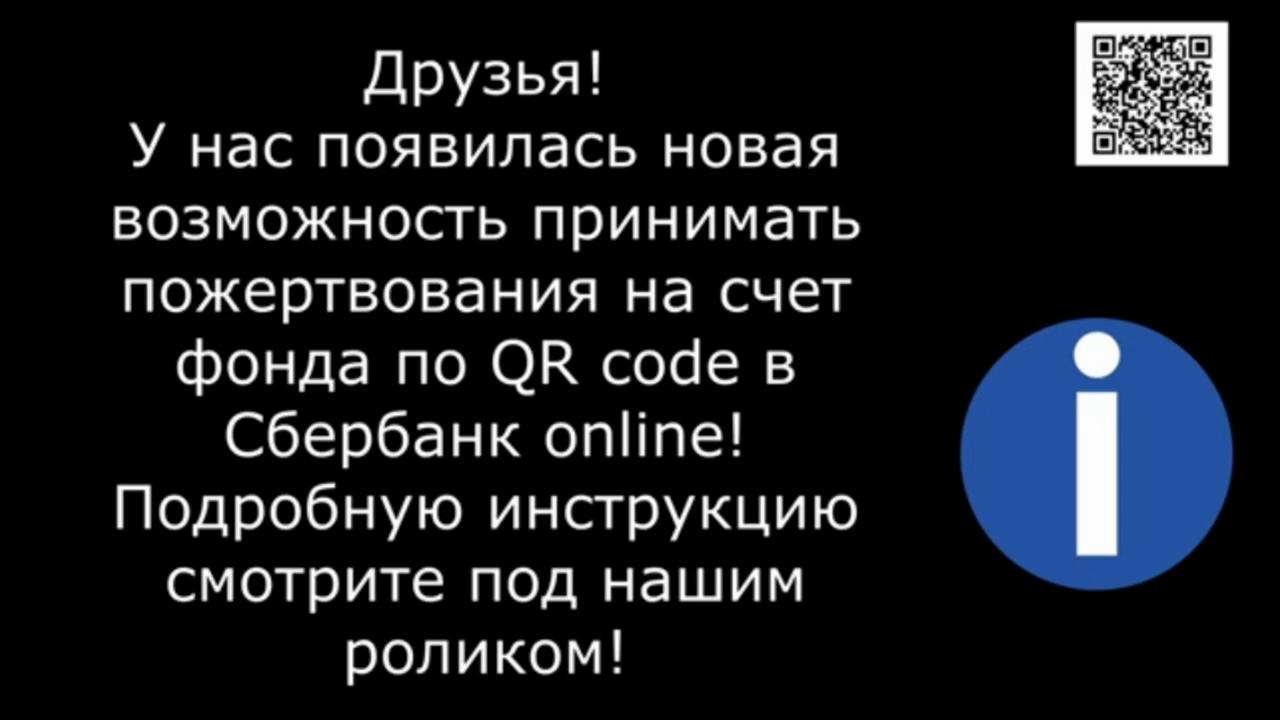 Друзья!
У нас появилась новая
возможность принимать
пожертвования на счет
фонда по QR code в
Сбербанк online!
Подробную инструкцию
смотрите под нашим
роликом!